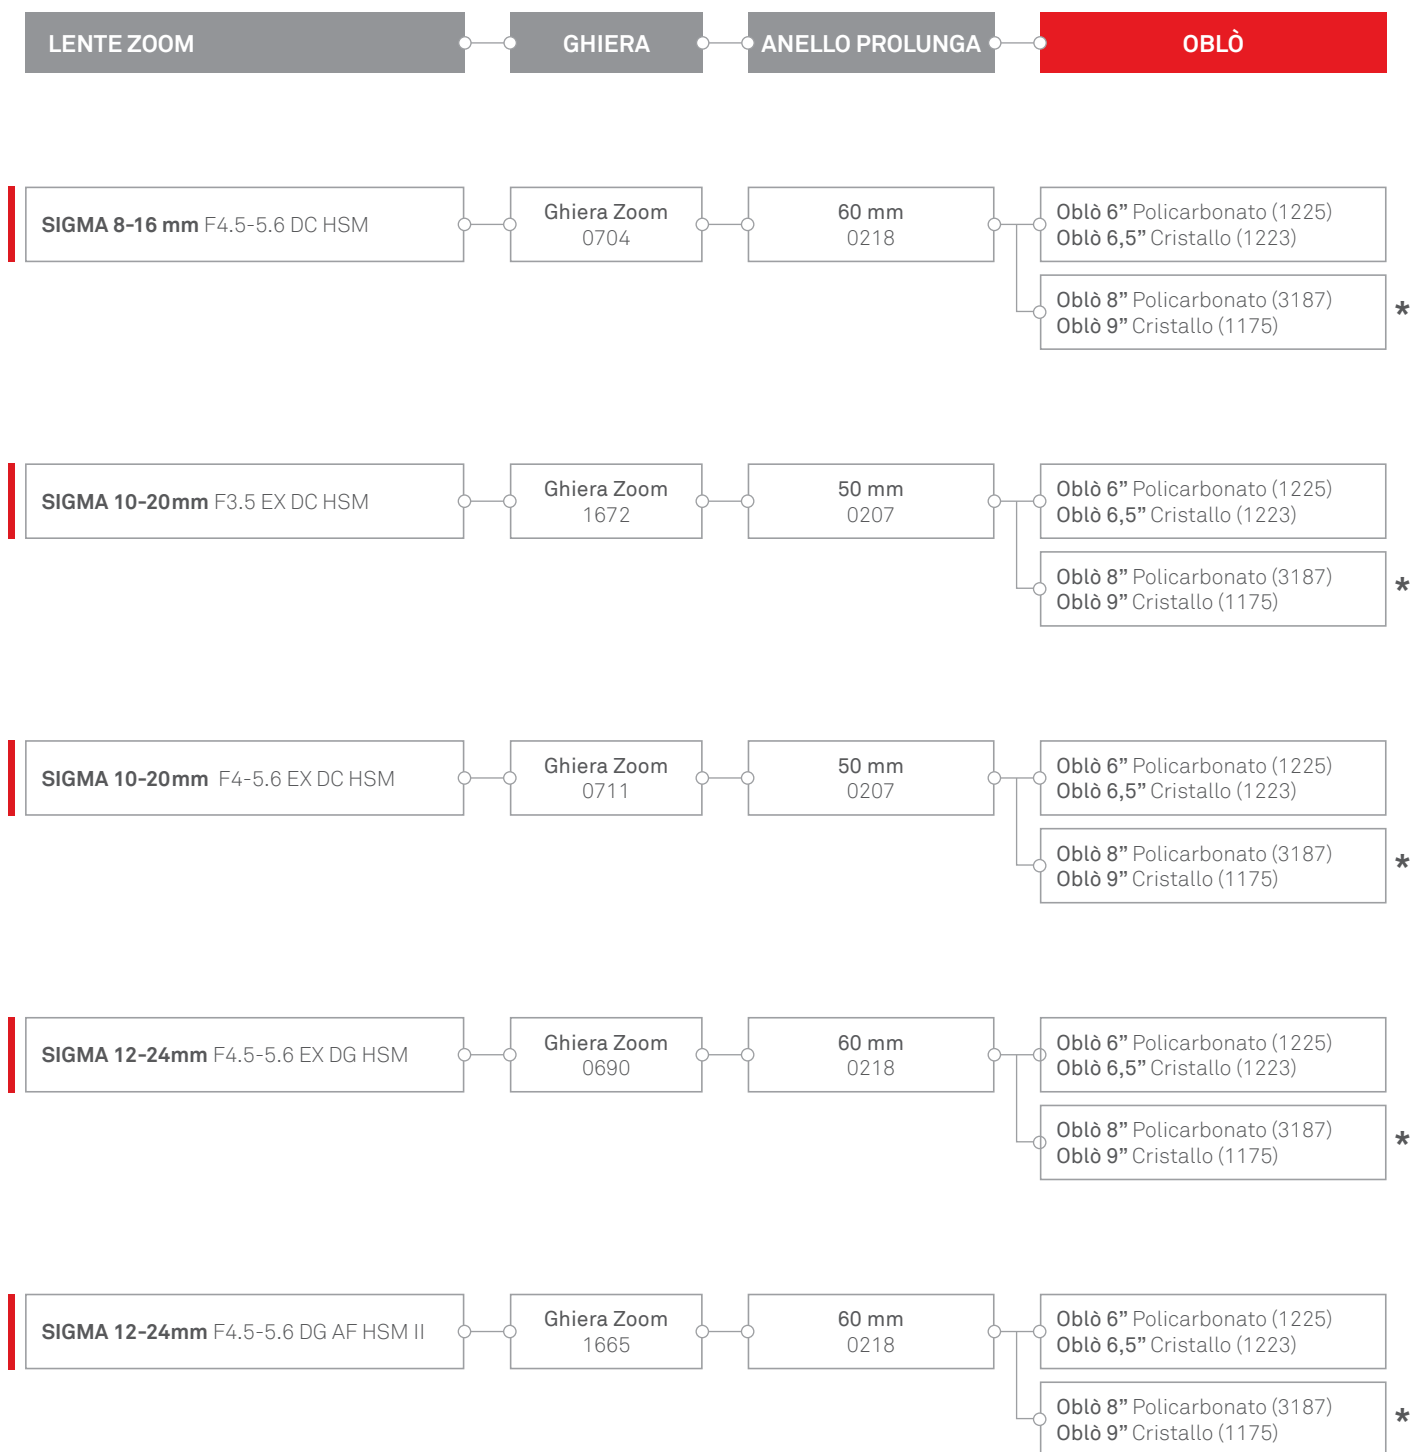 LENTE ZOOM GHIERA ANELLO PROLUNGA OBLÒ
SIGMA 8-16 mm F4.5-5.6 DC HSM
Ghiera Zoom
0704
60 mm
0218
Oblò 6” Policarbonato (1225)
Oblò 6,5” Cristallo (1223)
Oblò 8” Policarbonato (3187)
Oblò 9” Cristallo (1175)
*
SIGMA 10-20mm F3.5 EX DC HSM
Ghiera Zoom
1672
50 mm
0207
Oblò 6” Policarbonato (1225)
Oblò 6,5” Cristallo (1223)
Oblò 8” Policarbonato (3187)
Oblò 9” Cristallo (1175)
*
SIGMA 10-20mm F4-5.6 EX DC HSM
Ghiera Zoom
0711
50 mm
0207
Oblò 6” Policarbonato (1225)
Oblò 6,5” Cristallo (1223)
Oblò 8” Policarbonato (3187)
Oblò 9” Cristallo (1175)
*
SIGMA 12-24mm F4.5-5.6 EX DG HSM
Ghiera Zoom
0690
60 mm
0218
Oblò 6” Policarbonato (1225)
Oblò 6,5” Cristallo (1223)
Oblò 8” Policarbonato (3187)
Oblò 9” Cristallo (1175)
*
SIGMA 12-24mm F4.5-5.6 DG AF HSM II
Ghiera Zoom
1665
60 mm
0218
Oblò 6” Policarbonato (1225)
Oblò 6,5” Cristallo (1223)
Oblò 8” Policarbonato (3187)
Oblò 9” Cristallo (1175)
*